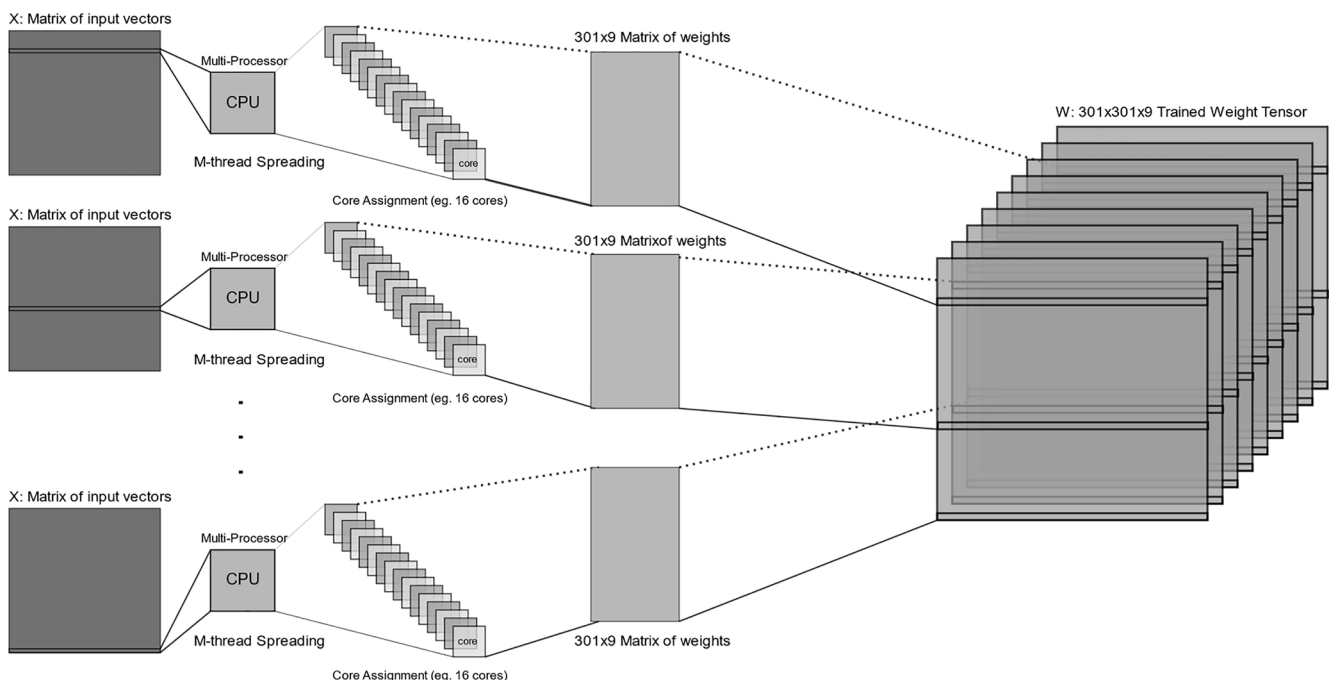 X: Matrix of input vectors
Multi-Processor
CPU
M-thread Spreading
core
Core Assignment (eg. 16 cores)
301x9 Matrix of weights
W: 301x301x9 Trained Weight Tensor
X: Matrix of input vectors
Multi-Processor
CPU
M-thread Spreading
core
Core Assignment (eg. 16 cores)
301x9 Matrixof weights
X: Matrix of input vectors
Multi-Processor
CPU
M-thread Spreading
core
Core Assignment (eg. 16 cores)
301x9 Matrix of weights